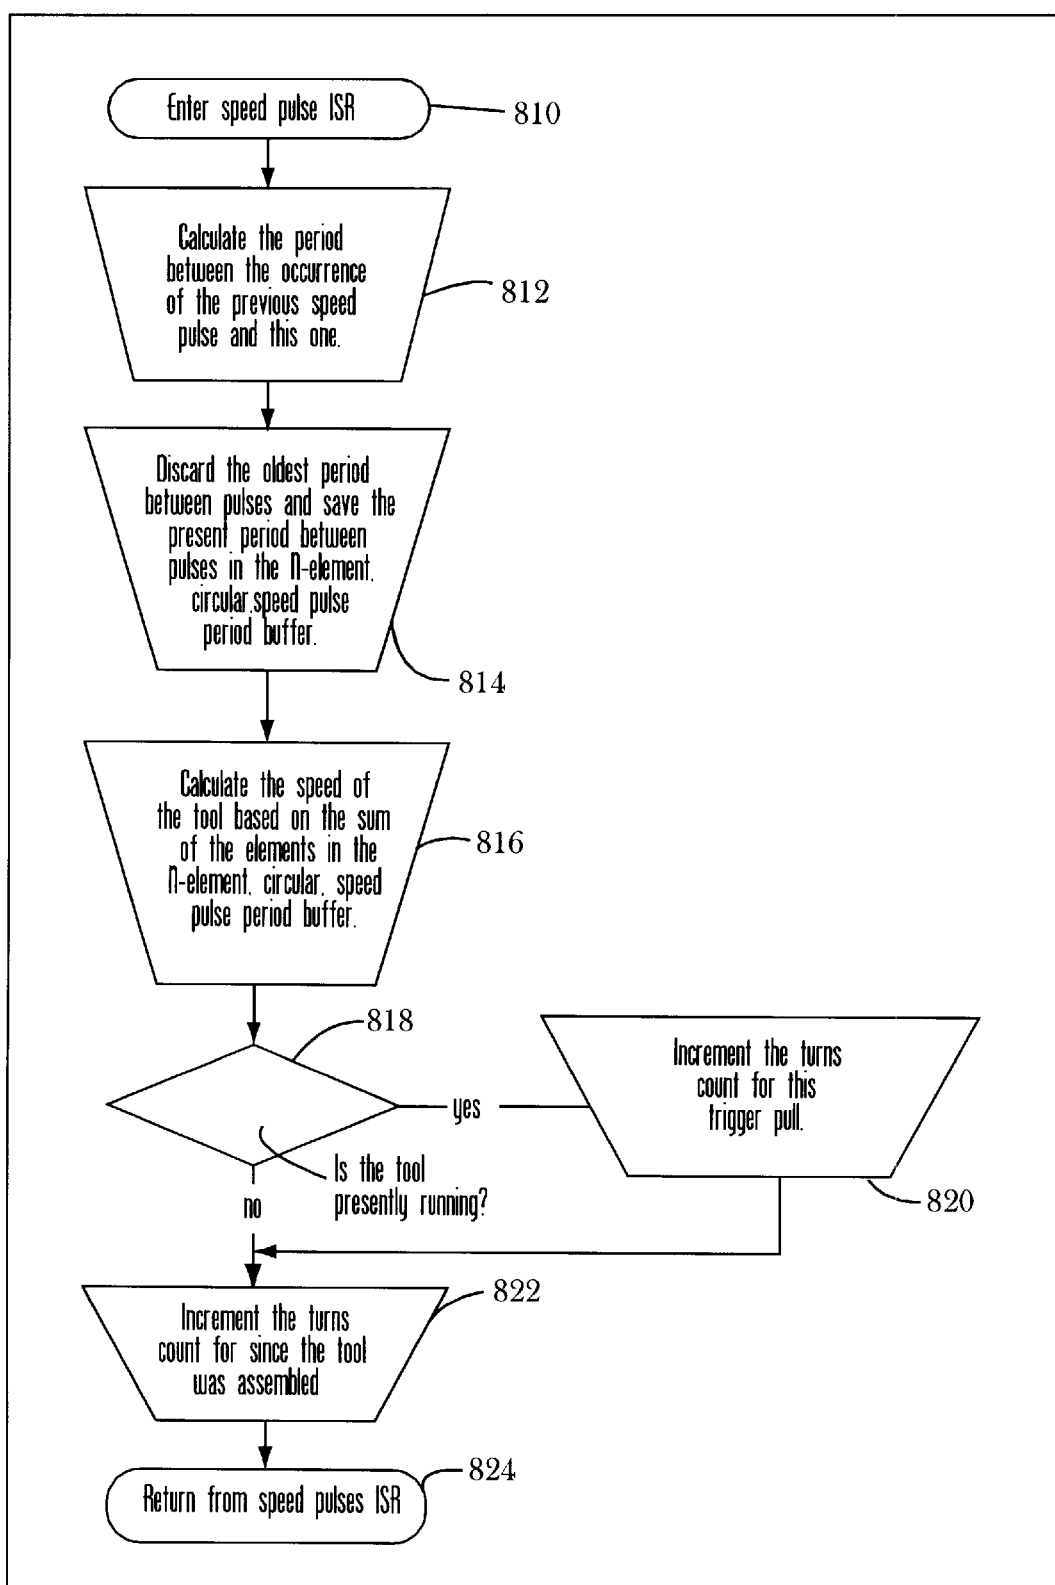 Enter speed pulse ISR
810
Calculate the period
between the occurrence
of the previous speed
pulse and this one.
812
Discard the oldest period
between pulses and save the
present period between
pulses in the N-element,
circular,speed pulse
period buffer.
814
Calculate the speed of
the tool based on the sum
of the elements in the
N-element, circular, speed
pulse period buffer.
816
818
yes
Is the tool
presently running?
no
Increment the turns
count for this
trigger pull.
820
Increment the turns
count for since the tool
was assembled
822
Return from speed pulses ISR
824